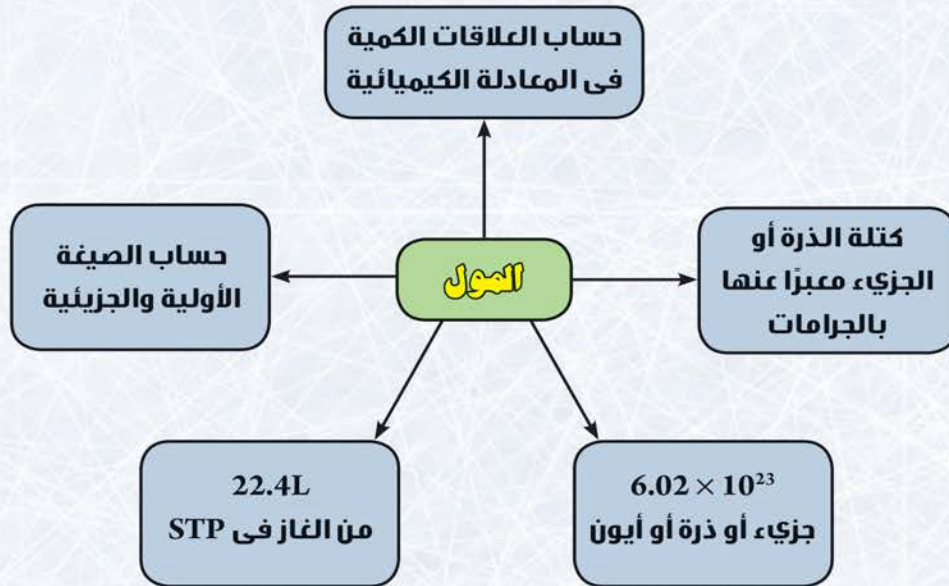 حساب العلاقات الكمية
فى المعادلة الكيميائية
كتلة الذرة أو
الجزيء معبرًا عنها
بالجرامات
المول
حساب الصيغة
الأولية والجزيئية
6.02 × 10²³
جزيء أو ذرة أو أيون
22.4L
من الغاز فى STP